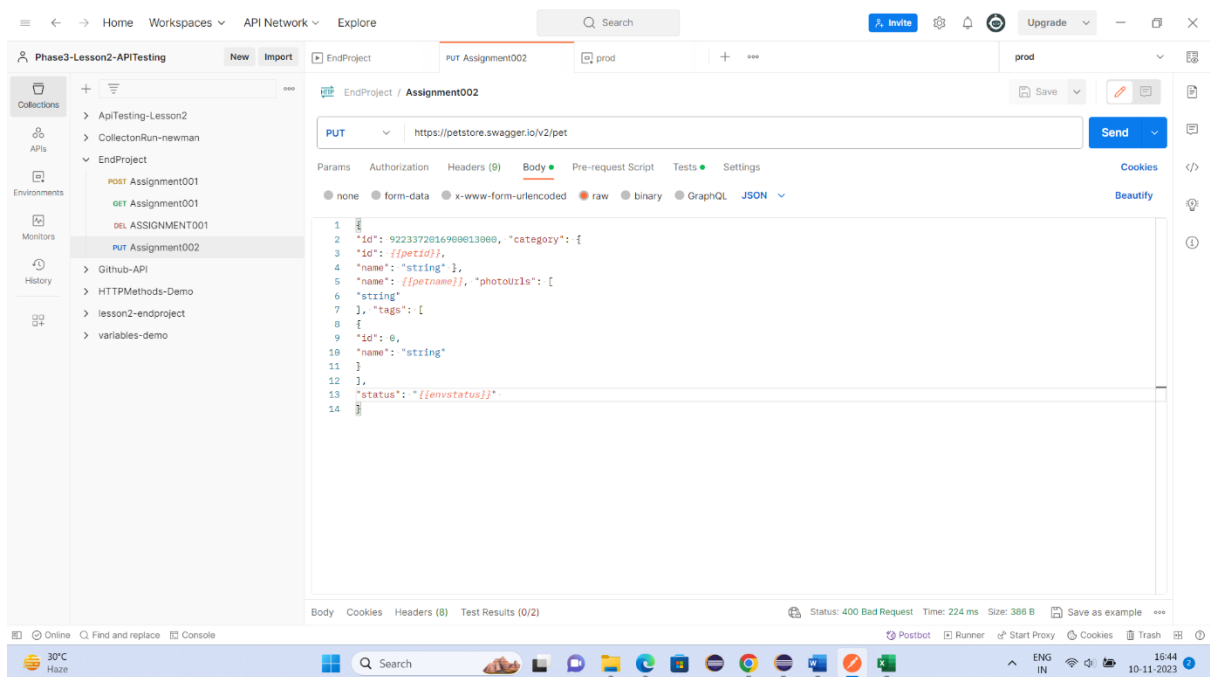 Home Workspaces API Network Explore Search Invite Upgrade
Phase3-Lesson2-APITesting New Import EndProject PUT Assignment002 prod prod
Collections
APIs
Environments
Monitors
History
ApiTesting-Lesson2
CollectonRun-newman
EndProject
POST Assignment001
GET Assignment001
DEL ASSIGNMENT001
PUT Assignment002
Github-API
HTTPMethods-Demo
lesson2-endproject
variables-demo
HTTP EndProject / Assignment002 Save
PUT https://petstore.swagger.io/v2/pet Send
Params Authorization Headers (9) Body Pre-request Script Tests Settings Cookies
none form-data x-www-form-urlencoded raw binary GraphQL JSON Beautify
1 {
2 "id": 9223372016900013000, "category": {
3 "id": {{petid}},
4 "name": "string" },
5 "name": {{petname}}, "photoUrls": [
6 "string"
7 ], "tags": [
8 {
9 "id": 0,
10 "name": "string"
11 }
12 ],
13 "status": "{{envstatus}}"
14 }
Body Cookies Headers (8) Test Results (0/2) Status: 400 Bad Request Time: 224 ms Size: 386 B Save as example
Online Find and replace Console Postbot Runner Start Proxy Cookies Trash
30°C
Haze
Search
ENG
IN
16:44
10-11-2023
2